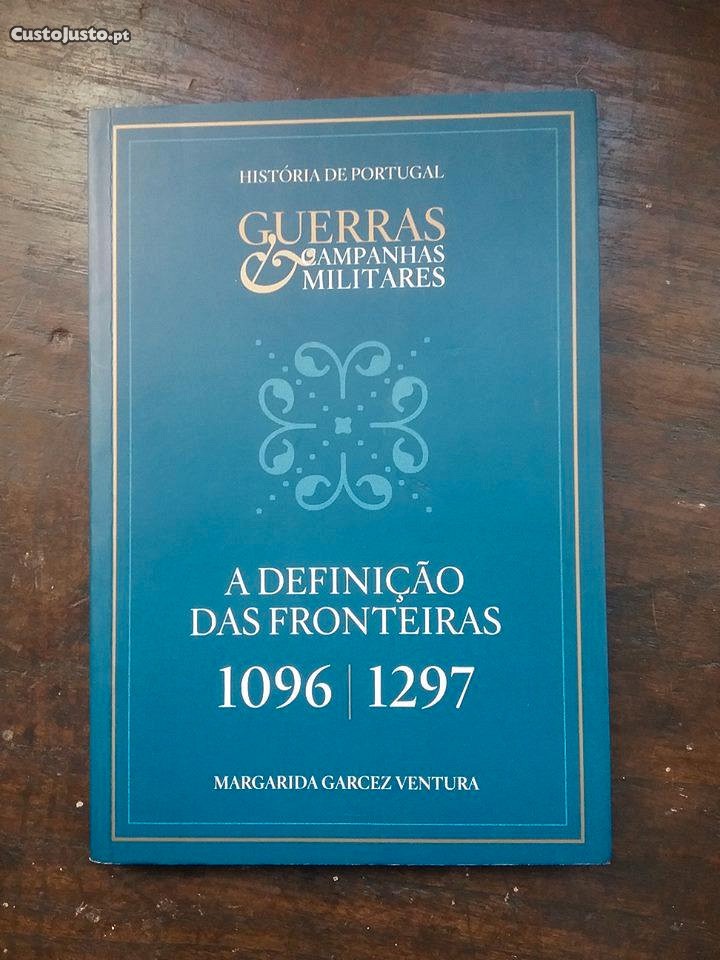 CustoJusto.pt
HISTÓRIA DE PORTUGAL
GUERRAS
& CAMPANHAS
MILITARES
A DEFINIÇÃO
DAS FRONTEIRAS
1096 | 1297
MARGARIDA GARCEZ VENTURA